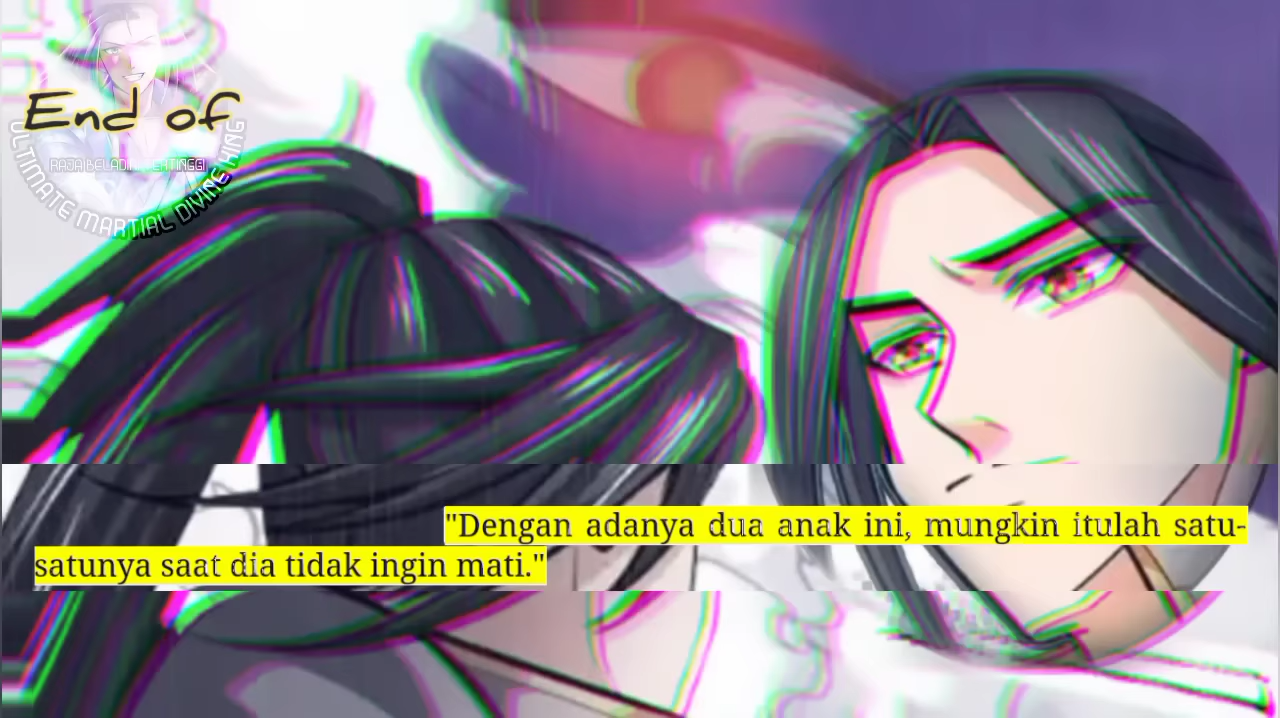 End of
RAJA BELADIRI TERTINGGI
ULTIMATE MARTIAL DIVINE KING
"Dengan adanya dua anak ini, mungkin itulah satu-
satunya saat dia tidak ingin mati."